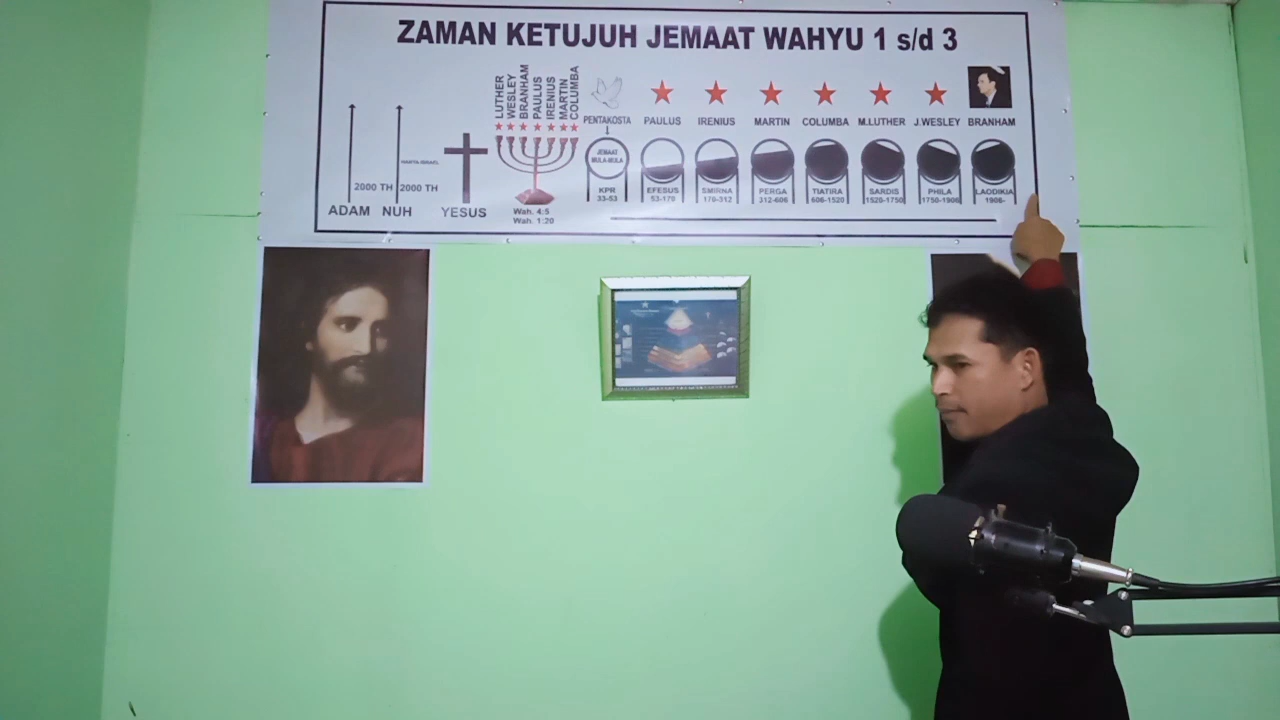 ZAMAN KETUJUH JEMAAT WAHYU 1 s/d 3
LUTHER
WESLEY
BRANHAM
PAULUS
IRENIUS
MARTIN
COLUMBA
PENTAKOSTA
PAULUS
IRENIUS
MARTIN
COLUMBA
M.LUTHER
J.WESLEY
BRANHAM
JEMAAT
MULA-MULA
2000 TH
2000 TH
KPR
33-53
EFESUS
53-170
SMIRNA
170-312
PERGA
312-606
TIATIRA
606-1520
SARDIS
1520-1750
PHILA
1750-1906
LAODIKIA
1906-
ADAM
NUH
YESUS
Wah. 4:5
Wah. 1:20